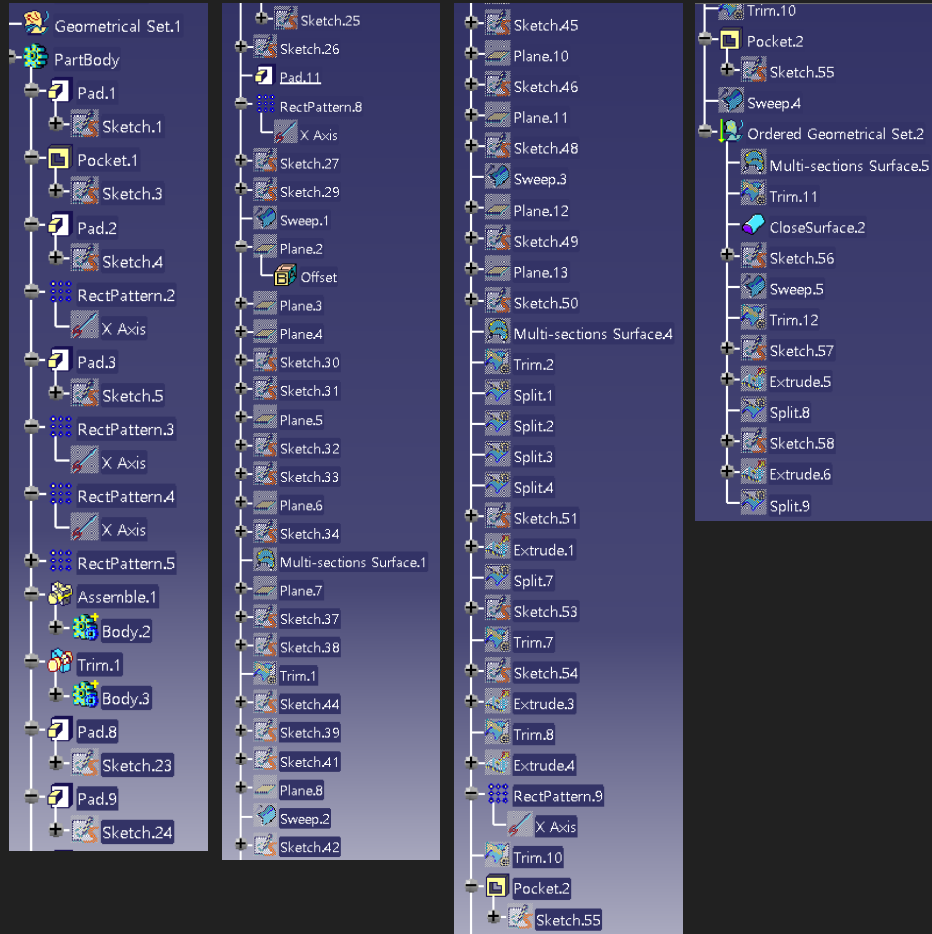 Geometrical Set.1
PartBody
Pad.1
Sketch.1
Pocket.1
Sketch.3
Pad.2
Sketch.4
RectPattern.2
X Axis
Pad.3
Sketch.5
RectPattern.3
X Axis
RectPattern.4
X Axis
RectPattern.5
Assemble.1
Body.2
Trim.1
Body.3
Pad.8
Sketch.23
Pad.9
Sketch.24
Sketch.25
Sketch.26
Pad.11
RectPattern.8
X Axis
Sketch.27
Sketch.29
Sweep.1
Plane.2
Offset
Plane.3
Plane.4
Sketch.30
Sketch.31
Plane.5
Sketch.32
Sketch.33
Plane.6
Sketch.34
Multi-sections Surface.1
Plane.7
Sketch.37
Sketch.38
Trim.1
Sketch.44
Sketch.39
Sketch.41
Plane.8
Sweep.2
Sketch.42
Sketch.45
Plane.10
Sketch.46
Plane.11
Sketch.48
Sweep.3
Plane.12
Sketch.49
Plane.13
Sketch.50
Multi-sections Surface.4
Trim.2
Split.1
Split.2
Split.3
Split.4
Sketch.51
Extrude.1
Split.7
Sketch.53
Trim.7
Sketch.54
Extrude.3
Trim.8
Extrude.4
RectPattern.9
X Axis
Trim.10
Pocket.2
Sketch.55
Trim.10
Pocket.2
Sketch.55
Sweep.4
Ordered Geometrical Set.2
Multi-sections Surface.5
Trim.11
CloseSurface.2
Sketch.56
Sweep.5
Trim.12
Sketch.57
Extrude.5
Split.8
Sketch.58
Extrude.6
Split.9